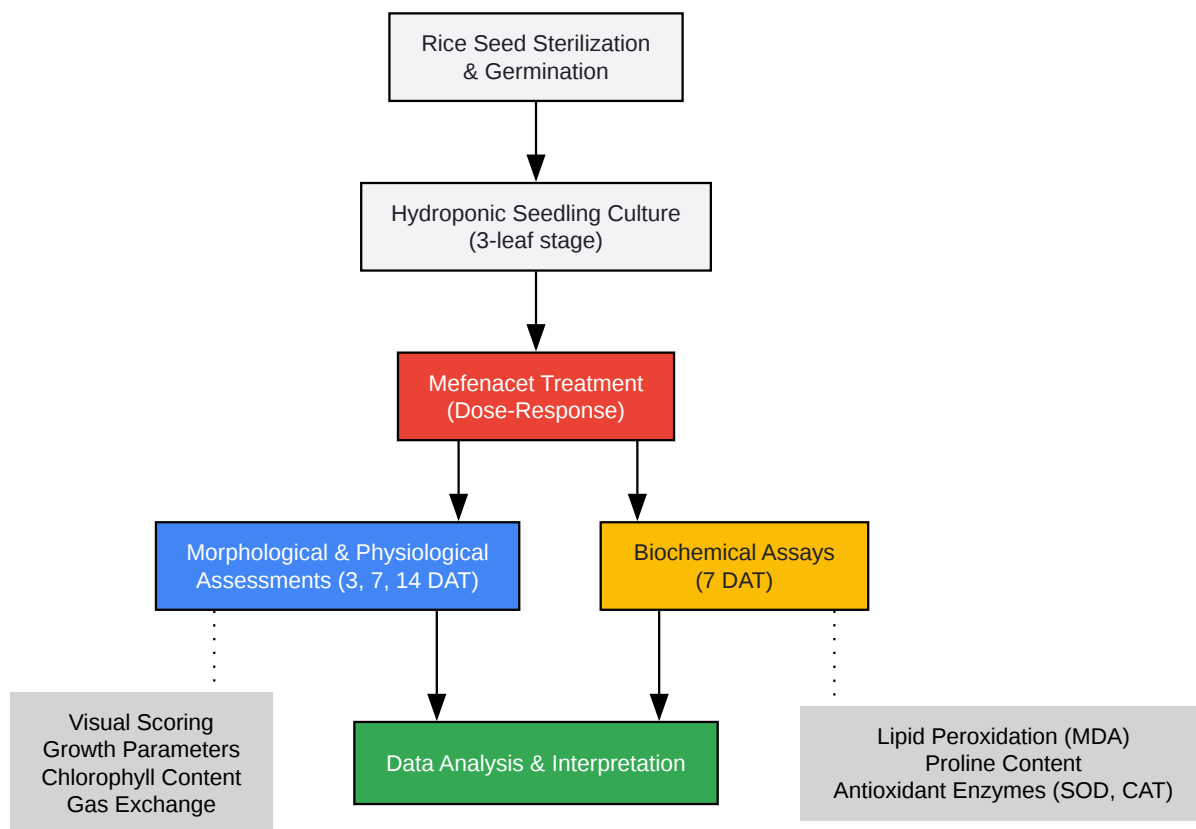 Rice Seed Sterilization
& Germination
Hydroponic Seedling Culture
(3-leaf stage)
Mefenacet Treatment
(Dose-Response)
Morphological & Physiological
Assessments (3, 7, 14 DAT)
Biochemical Assays
(7 DAT)
Visual Scoring
Growth Parameters
Chlorophyll Content
Gas Exchange
Data Analysis & Interpretation
Lipid Peroxidation (MDA)
Proline Content
Antioxidant Enzymes (SOD, CAT)